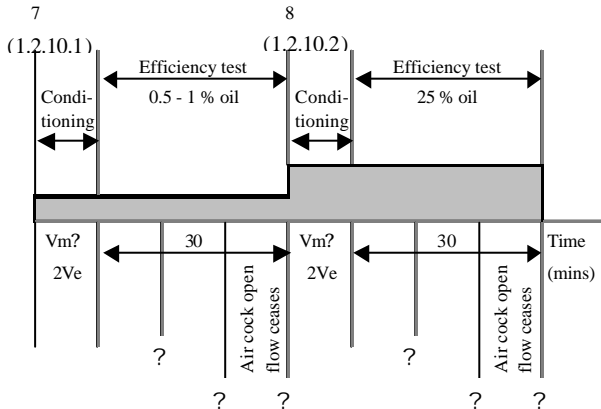 7
8
(1.2.10.1)
(1.2.10.2)
Efficiency test
Efficiency test
Condi-
tioning
0.5 - 1 % oil
Condi-
tioning
25 % oil
Vm?
2Ve
30
Air cock open
flow ceases
Vm?
2Ve
30
Air cock open
flow ceases
Time
(mins)
?
?
?
?
?
?